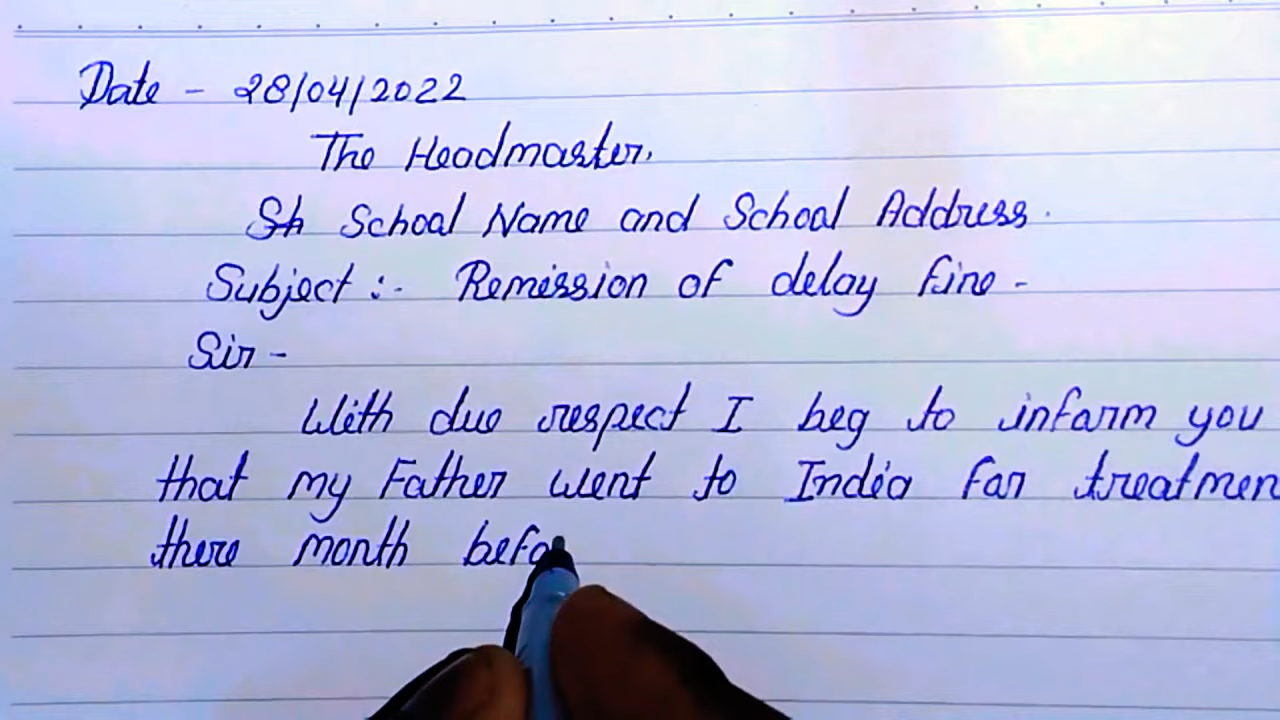 Date - 28/04/2022
The Headmaster,
School Name and School Address.
Subject :- Remission of delay fine -
Sir -
With due respect I beg to inform you
that my Father went to India for treatmen
there month befo